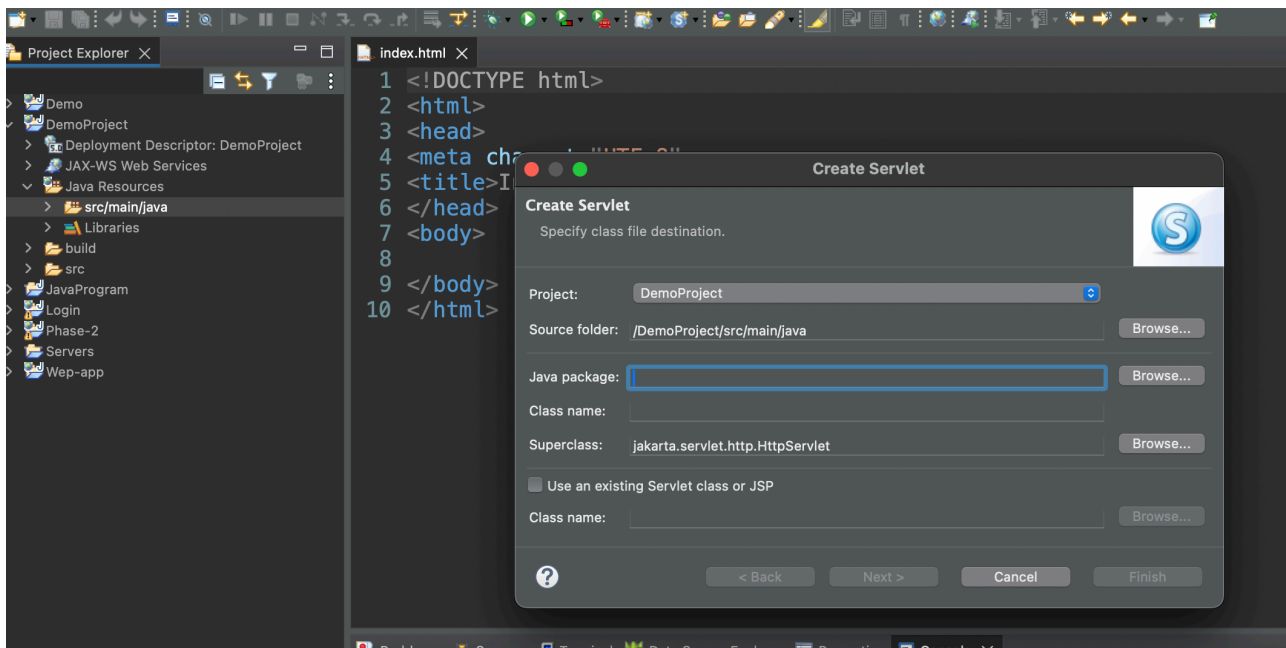 Project Explorer
Demo
DemoProject
Deployment Descriptor: DemoProject
JAX-WS Web Services
Java Resources
src/main/java
Libraries
build
src
JavaProgram
Login
Phase-2
Servers
Wep-app
index.html
1 <!DOCTYPE html>
2 <html>
3 <head>
4 <meta
5 <title>
6 </head>
7 <body>
8
9 </body>
10 </html>
Create Servlet
Create Servlet
Specify class file destination.
S
Project: DemoProject
Source folder: /DemoProject/src/main/java Browse...
Java package: Browse...
Class name:
Superclass: jakarta.servlet.http.HttpServlet Browse...
Use an existing Servlet class or JSP
Class name: Browse...
? < Back Next > Cancel Finish